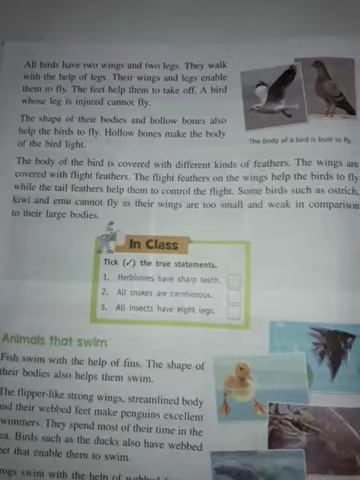 All birds have two wings and two legs. They walk
with the help of legs. Their wings and legs enable
them to fly. The feet help them to take off. A bird
whose leg is injured cannot fly.
The shape of their bodies and hollow bones also
help the birds to fly. Hollow bones make the body
of the bird light.
The body of a bird is built to fly.
The body of the bird is covered with different kinds of feathers. The wings are
covered with flight feathers. The flight feathers on the wings help the birds to fly
while the tail feathers help them to control the flight. Some birds such as ostrich,
kiwi and emu cannot fly as their wings are too small and weak in comparison
to their large bodies.
In Class
Tick (✓) the true statements.
1. Herbivores have sharp teeth.
2. All snakes are carnivorous.
3. All insects have eight legs.
Animals that swim
Fish swim with the help of fins. The shape of
their bodies also helps them swim.
The flipper-like strong wings, streamlined body
and their webbed feet make penguins excellent
swimmers. They spend most of their time in the
ea. Birds such as the ducks also have webbed
eet that enable them to swim.
rogs swim with the help of webbed